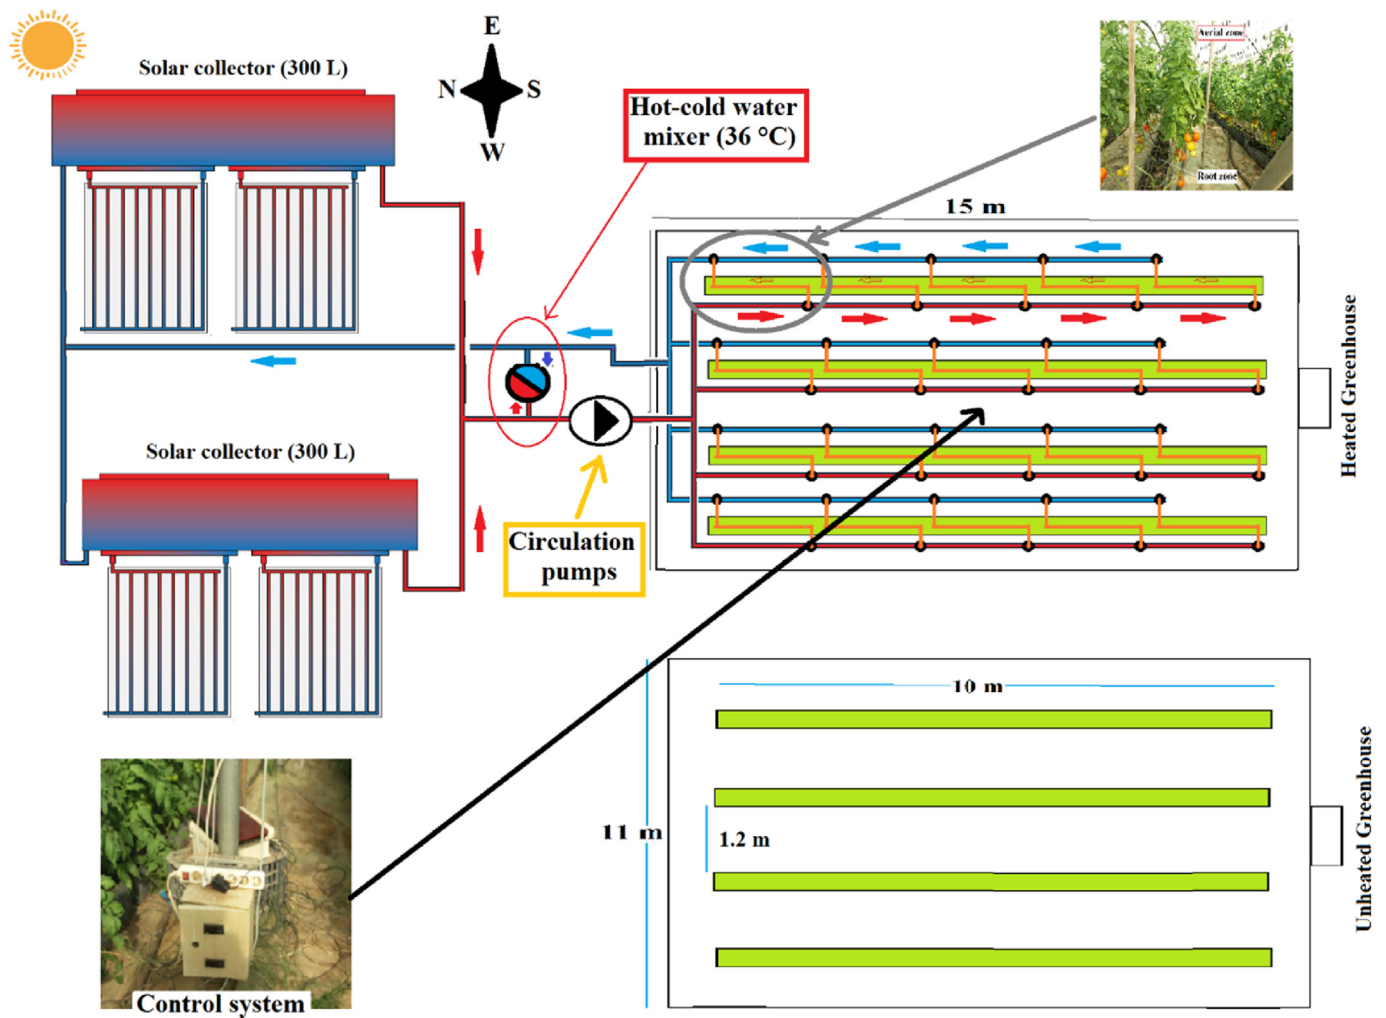 E
Solar collector (300 L)
N
S
W
Hot-cold water
mixer (36 °C)
Aerial zone
Root zone
15 m
Heated Greenhouse
Solar collector (300 L)
Circulation
pumps
10 m
11 m
1.2 m
Unheated Greenhouse
Control system